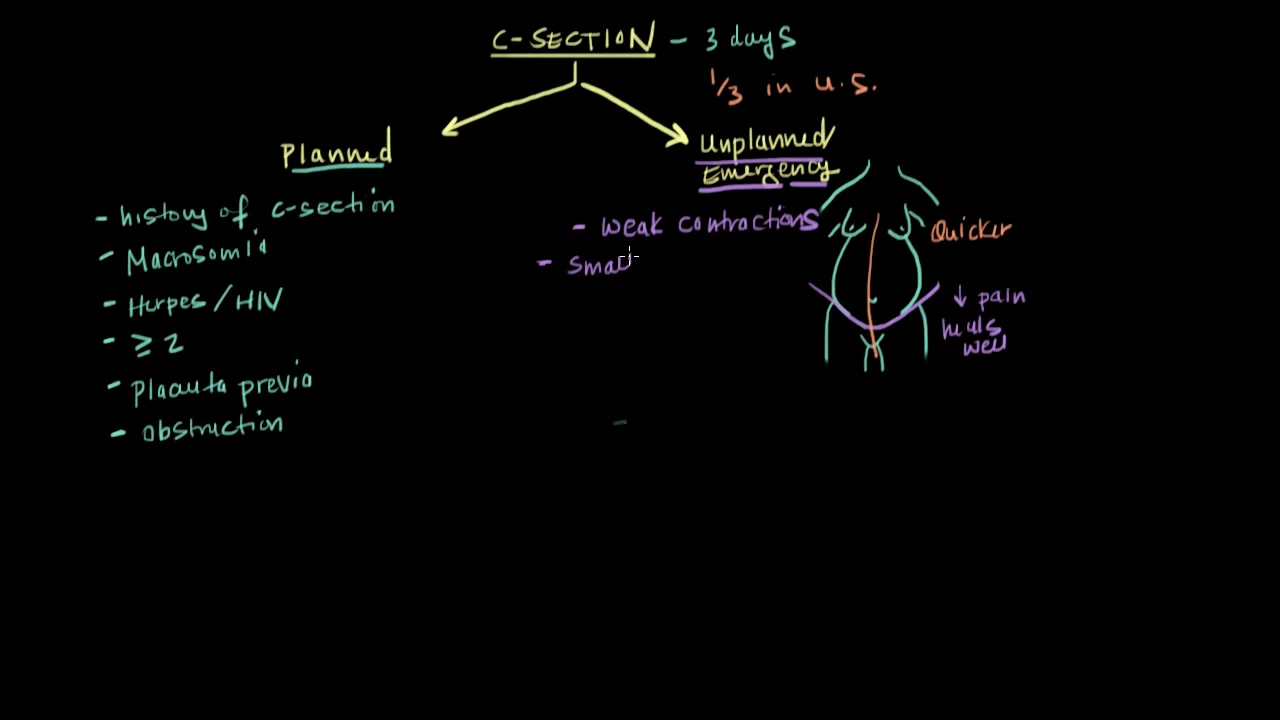 C-SECTION - 3 days
1/3 in U.S.
Planned
- history of c-section
- Macrosomia
- Herpes / HIV
- ≥ 2
- Placenta previa
- obstruction
Unplanned
Emergency
- weak contractions
- Smal
Quicker
↓ pain
heals
well